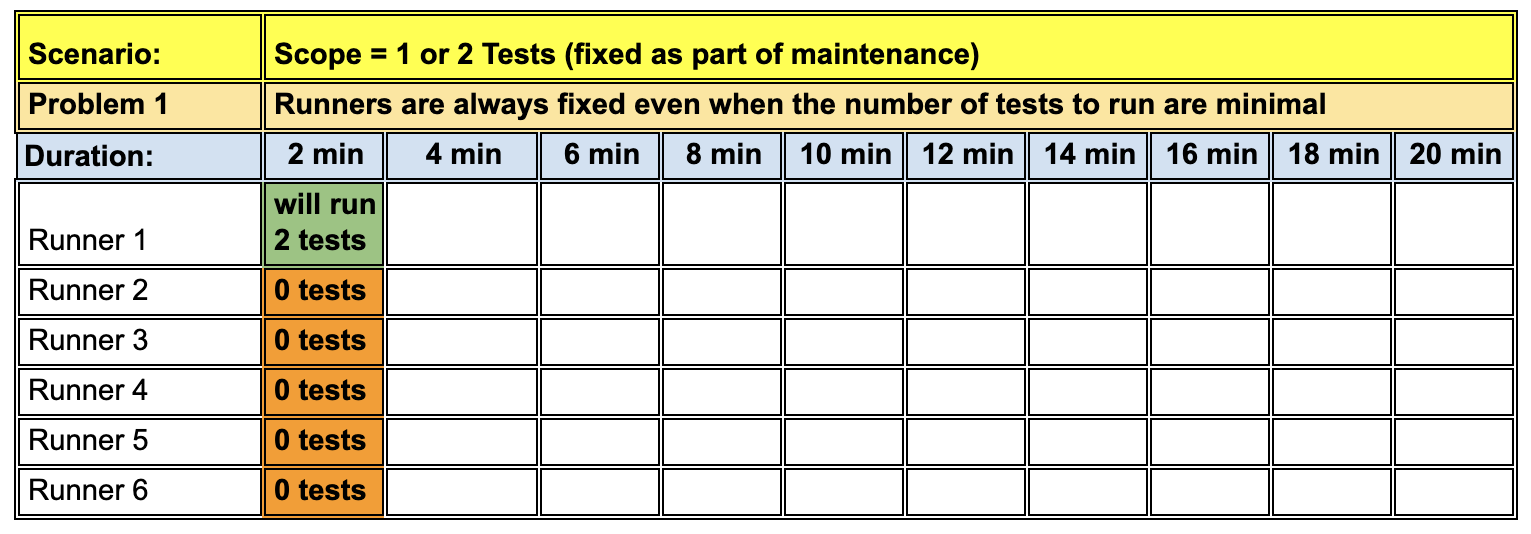 Scenario: Scope = 1 or 2 Tests (fixed as part of maintenance)
Problem 1 Runners are always fixed even when the number of tests to run are minimal
Duration: 2 min 4 min 6 min 8 min 10 min 12 min 14 min 16 min 18 min 20 min
will run
Runner 1 2 tests
Runner 2 0 tests
Runner 3 0 tests
Runner 4 0 tests
Runner 5 0 tests
Runner 6 0 tests